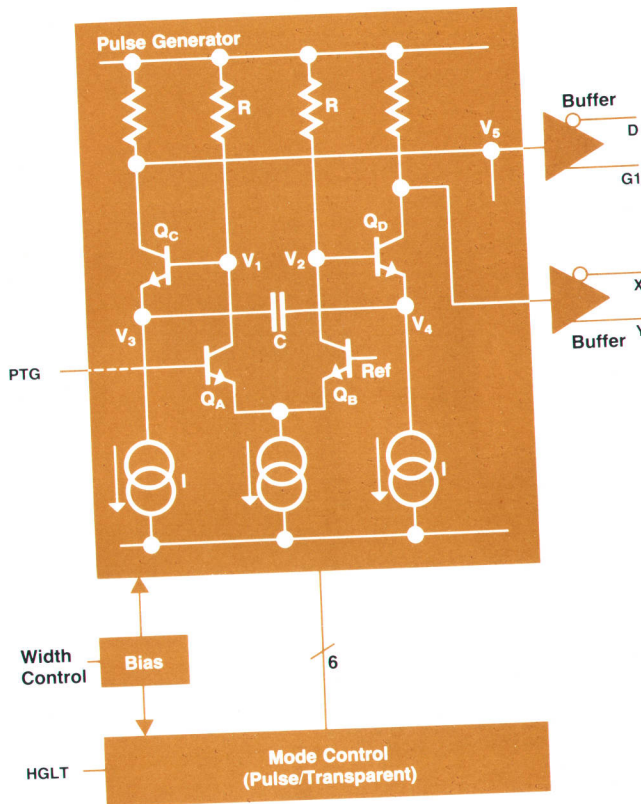 Pulse Generator
R
R
Buffer
D
V5
G1
QC
QD
V1
V2
X
V3
C
V4
Y
Buffer
PTG
Ref
QA
QB
I
I
Width
Control
Bias
6
HGLT
Mode Control
(Pulse/Transparent)